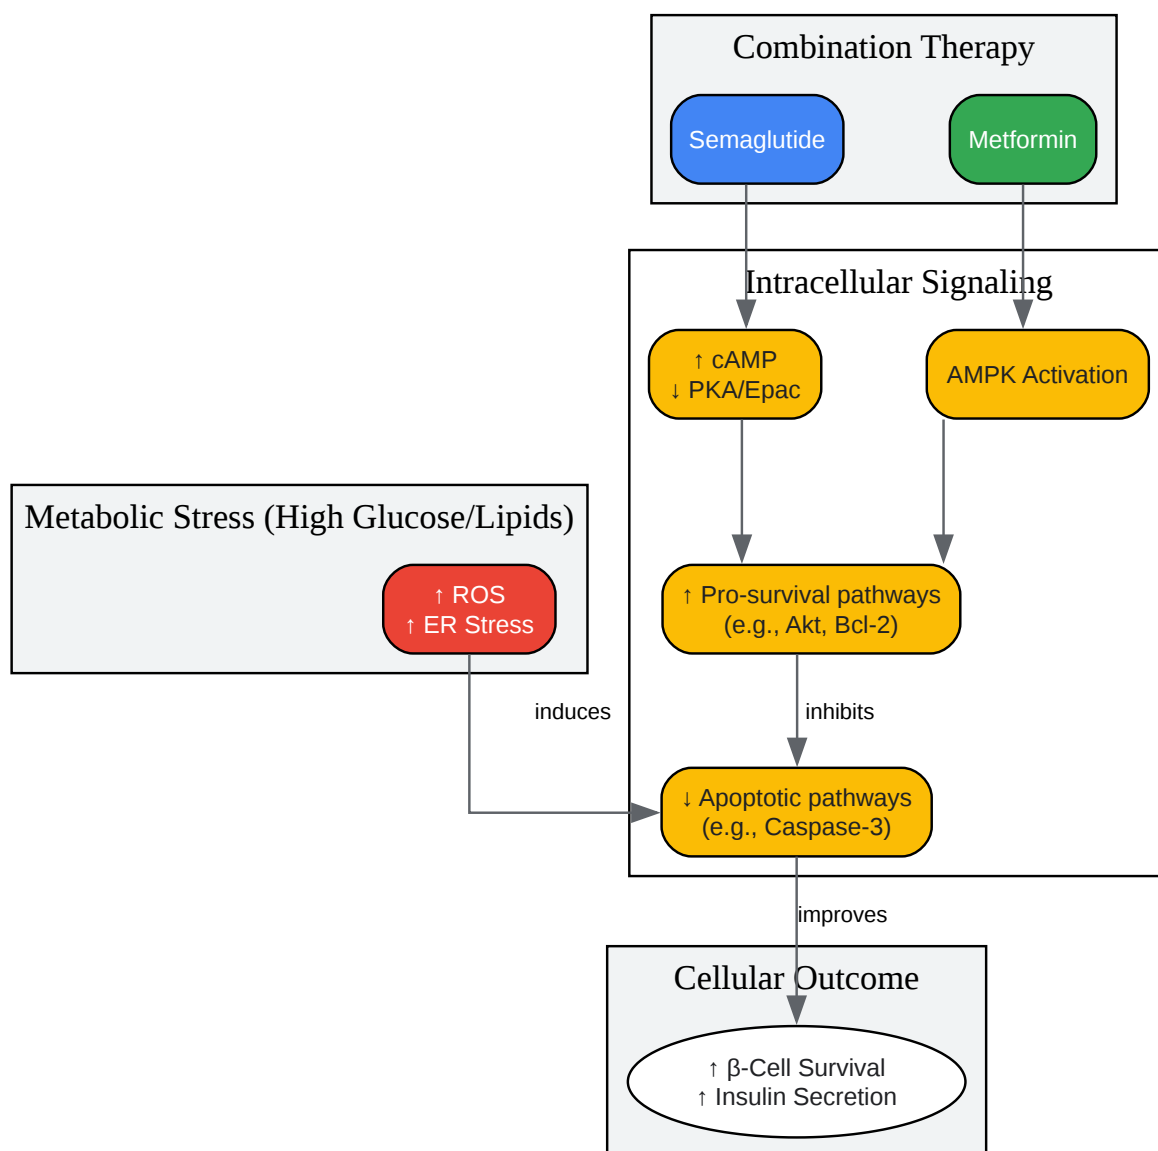 Combination Therapy
Semaglutide
Metformin
Intracellular Signaling
↑ cAMP
↓ PKA/Epac
AMPK Activation
Metabolic Stress (High Glucose/Lipids)
↑ ROS
↑ ER Stress
↑ Pro-survival pathways
(e.g., Akt, Bcl-2)
induces
inhibits
↓ Apoptotic pathways
(e.g., Caspase-3)
improves
Cellular Outcome
↑ β-Cell Survival
↑ Insulin Secretion